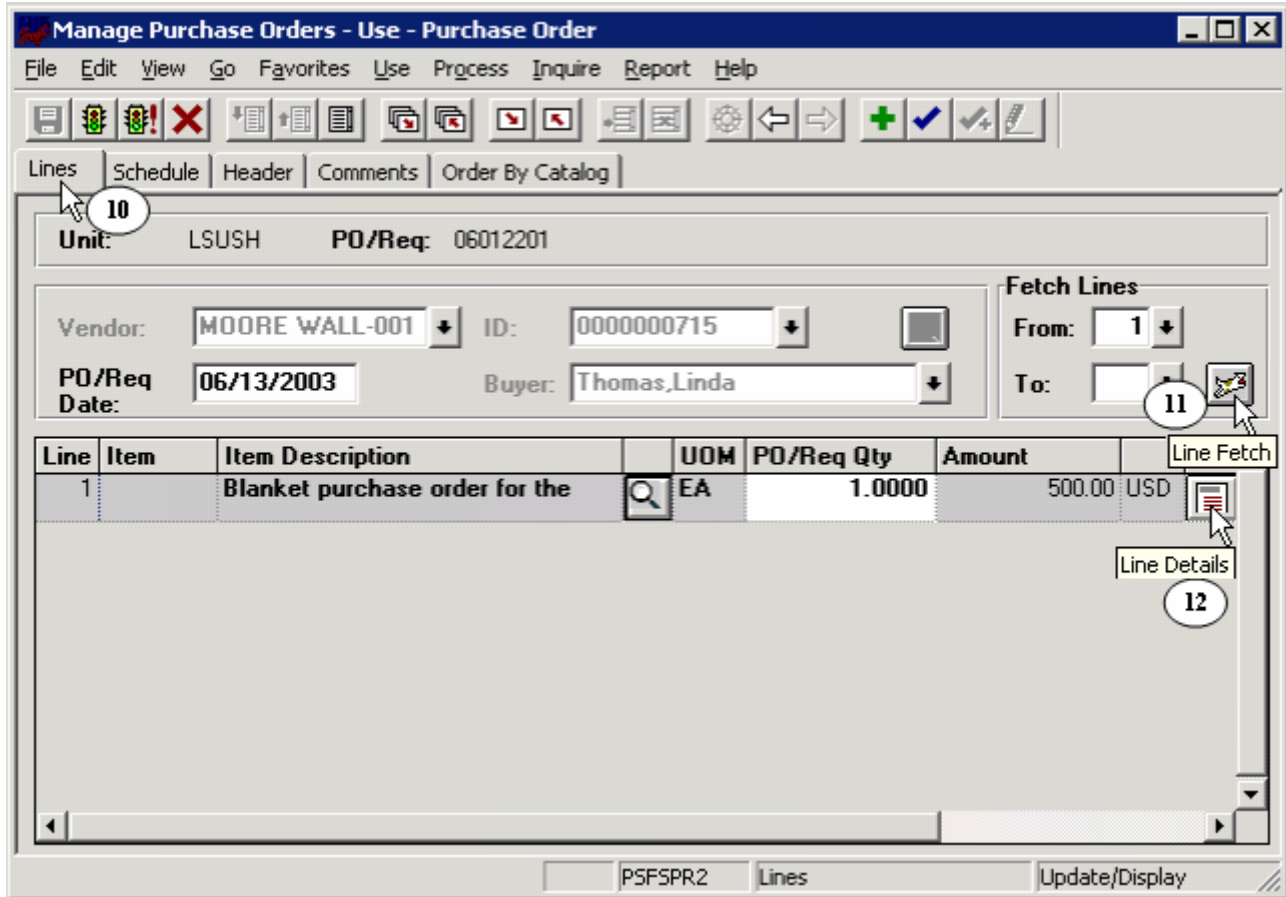 Manage Purchase Orders - Use - Purchase Order
File Edit View Go Favorites Use Process Inquire Report Help
Lines Schedule Header Comments Order By Catalog
10
Unit: LSUSH PO/Req: 06012201
Fetch Lines
Vendor: MOORE WALL-001 ID: 0000000715 From: 1
PO/Req Date: 06/13/2003 Buyer: Thomas,Linda To:
11
Line Fetch
Line Item Item Description UOM PO/Req Qty Amount
1 Blanket purchase order for the EA 1.0000 500.00 USD
Line Details
12
PSFSPR2 Lines Update/Display